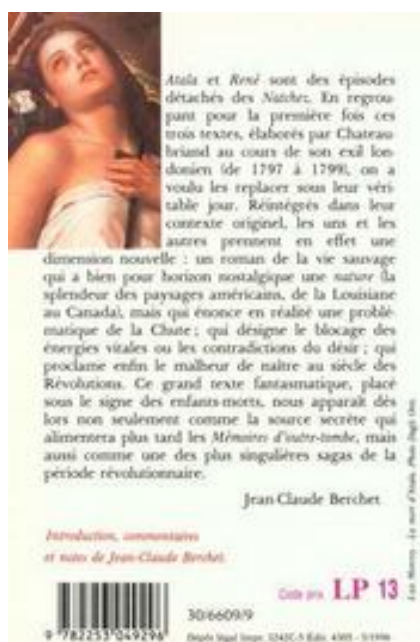 Atala et René sont des épisodes
détachés des Natchez. En regrou-
pant pour la première fois ces
trois textes, élaborés par Chateau-
briand au cours de son exil lon-
donien (de 1797 à 1799), on a
voulu les replacer sous leur véri-
table jour. Réintégrés dans leur
contexte originel, les uns et les
autres prennent en effet une
dimension nouvelle : un roman de la vie sauvage
qui a bien pour horizon nostalgique une nature (la
splendeur des paysages américains, de la Louisiane
au Canada), mais qui énonce en réalité une problé-
matique de la Chute ; qui désigne le blocage des
énergies vitales ou les contradictions du désir ; qui
proclame enfin le malheur de naître au siècle des
Révolutions. Ce grand texte fantasmatique, placé
sous le signe des enfants-morts, nous apparaît dès
lors non seulement comme la source secrète qui
alimentera plus tard les Mémoires d'outre-tombe, mais
aussi comme une des plus singulières sagas de la
période révolutionnaire.
Jean-Claude Berchet
Introduction, commentaires
et notes de Jean-Claude Berchet.
Code prix LP 13
30/6609/9
9 782253 049296
Dépôt légal Impr.